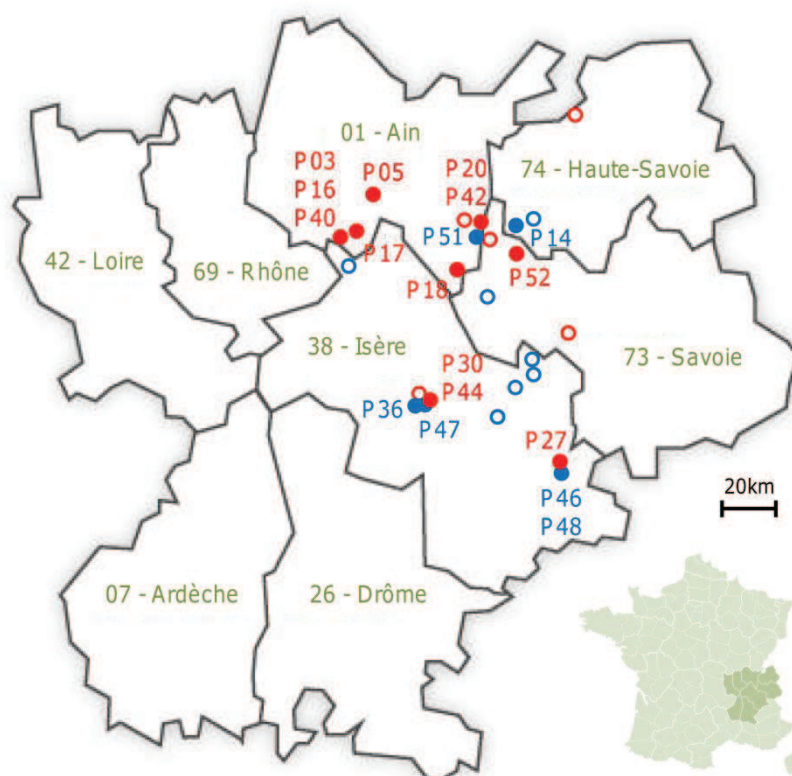 01 - Ain
P03
P16
P40
P05
P17
P20
P42
P51
P18
P14
P52
74 - Haute-Savoie
42 - Loire
69 - Rhône
38 - Isère
73 - Savoie
P30
P44
P36
P47
P27
P46
P48
20km
07 - Ardèche
26 - Drôme